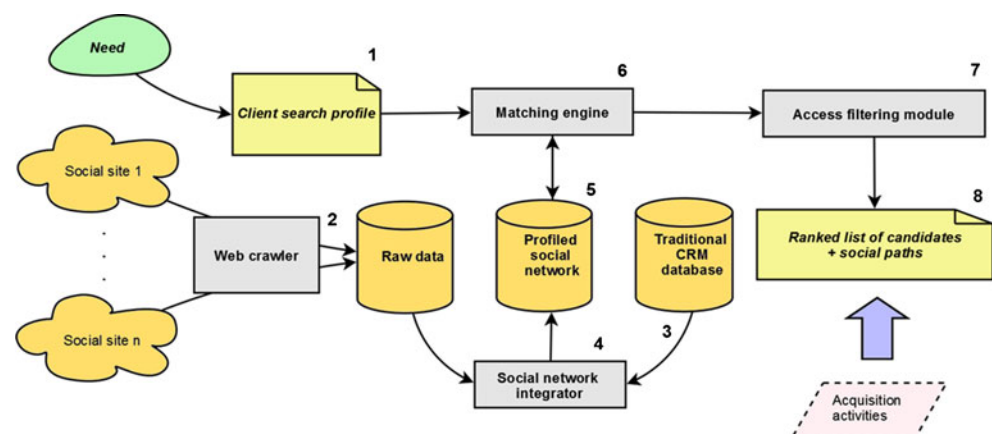 Need
1
Client search profile
6
Matching engine
7
Access filtering module
Social site 1
.
.
.
Social site n
2
Web crawler
Raw data
5
Profiled
social
network
Traditional
CRM
database
3
4
Social network
integrator
8
Ranked list of candidates
+ social paths
Acquisition
activities